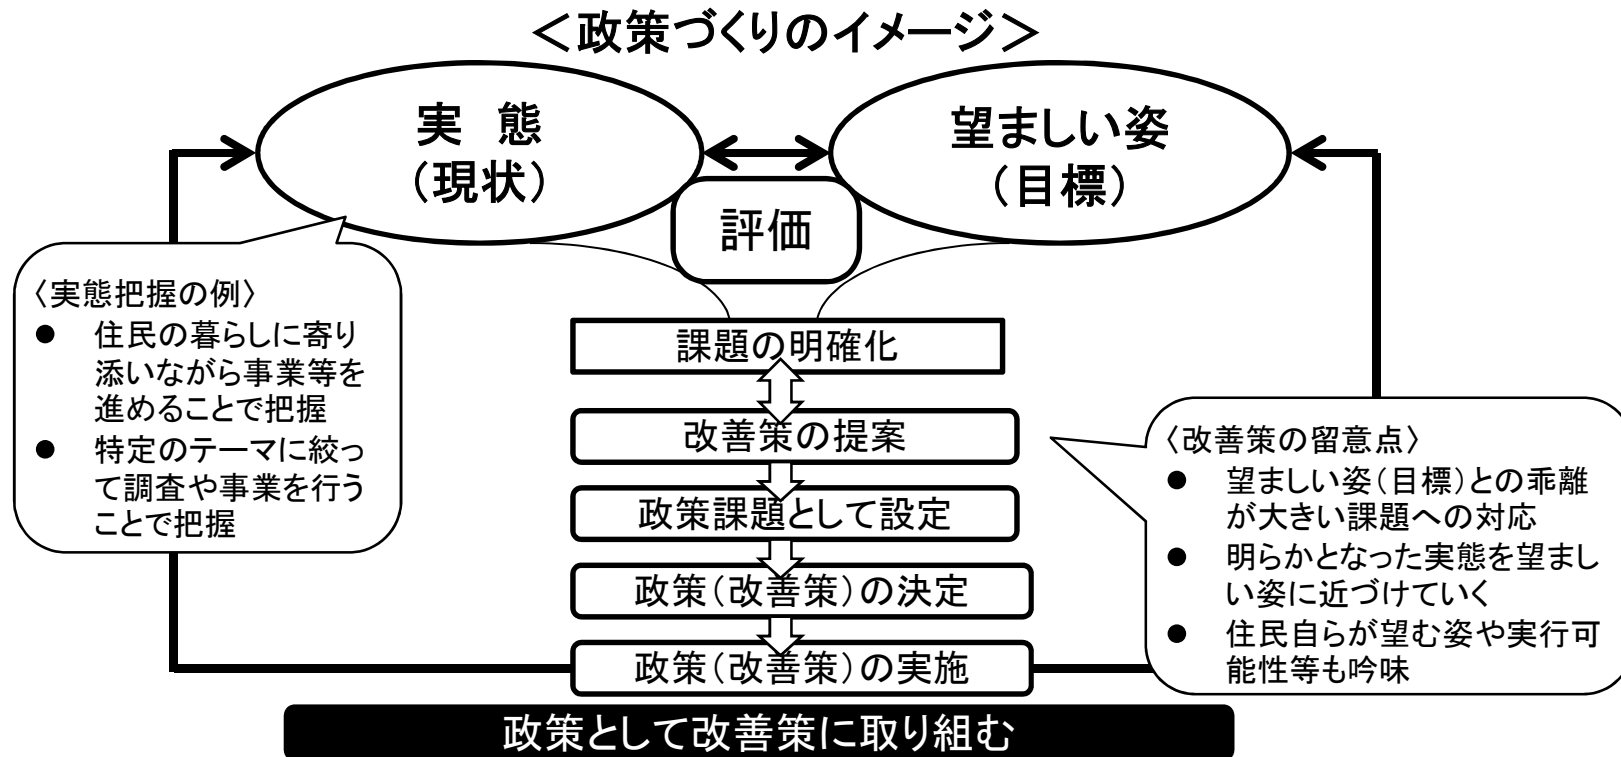 ＜政策づくりのイメージ＞
実　態
（現状）
望ましい姿
（目標）
評価
〈実態把握の例〉
● 住民の暮らしに寄り
添いながら事業等を
進めることで把握
● 特定のテーマに絞っ
て調査や事業を行う
ことで把握
課題の明確化
改善策の提案
政策課題として設定
政策（改善策）の決定
政策（改善策）の実施
〈改善策の留意点〉
● 望ましい姿（目標）との乖離
が大きい課題への対応
● 明らかとなった実態を望まし
い姿に近づけていく
● 住民自らが望む姿や実行可
能性等も吟味
政策として改善策に取り組む